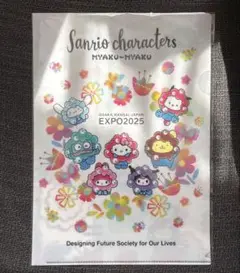 Sanrio characters
MYAKU-MYAKU
OSAKA, KANSAI, JAPAN
EXPO2025
Designing Future Society for Our Lives